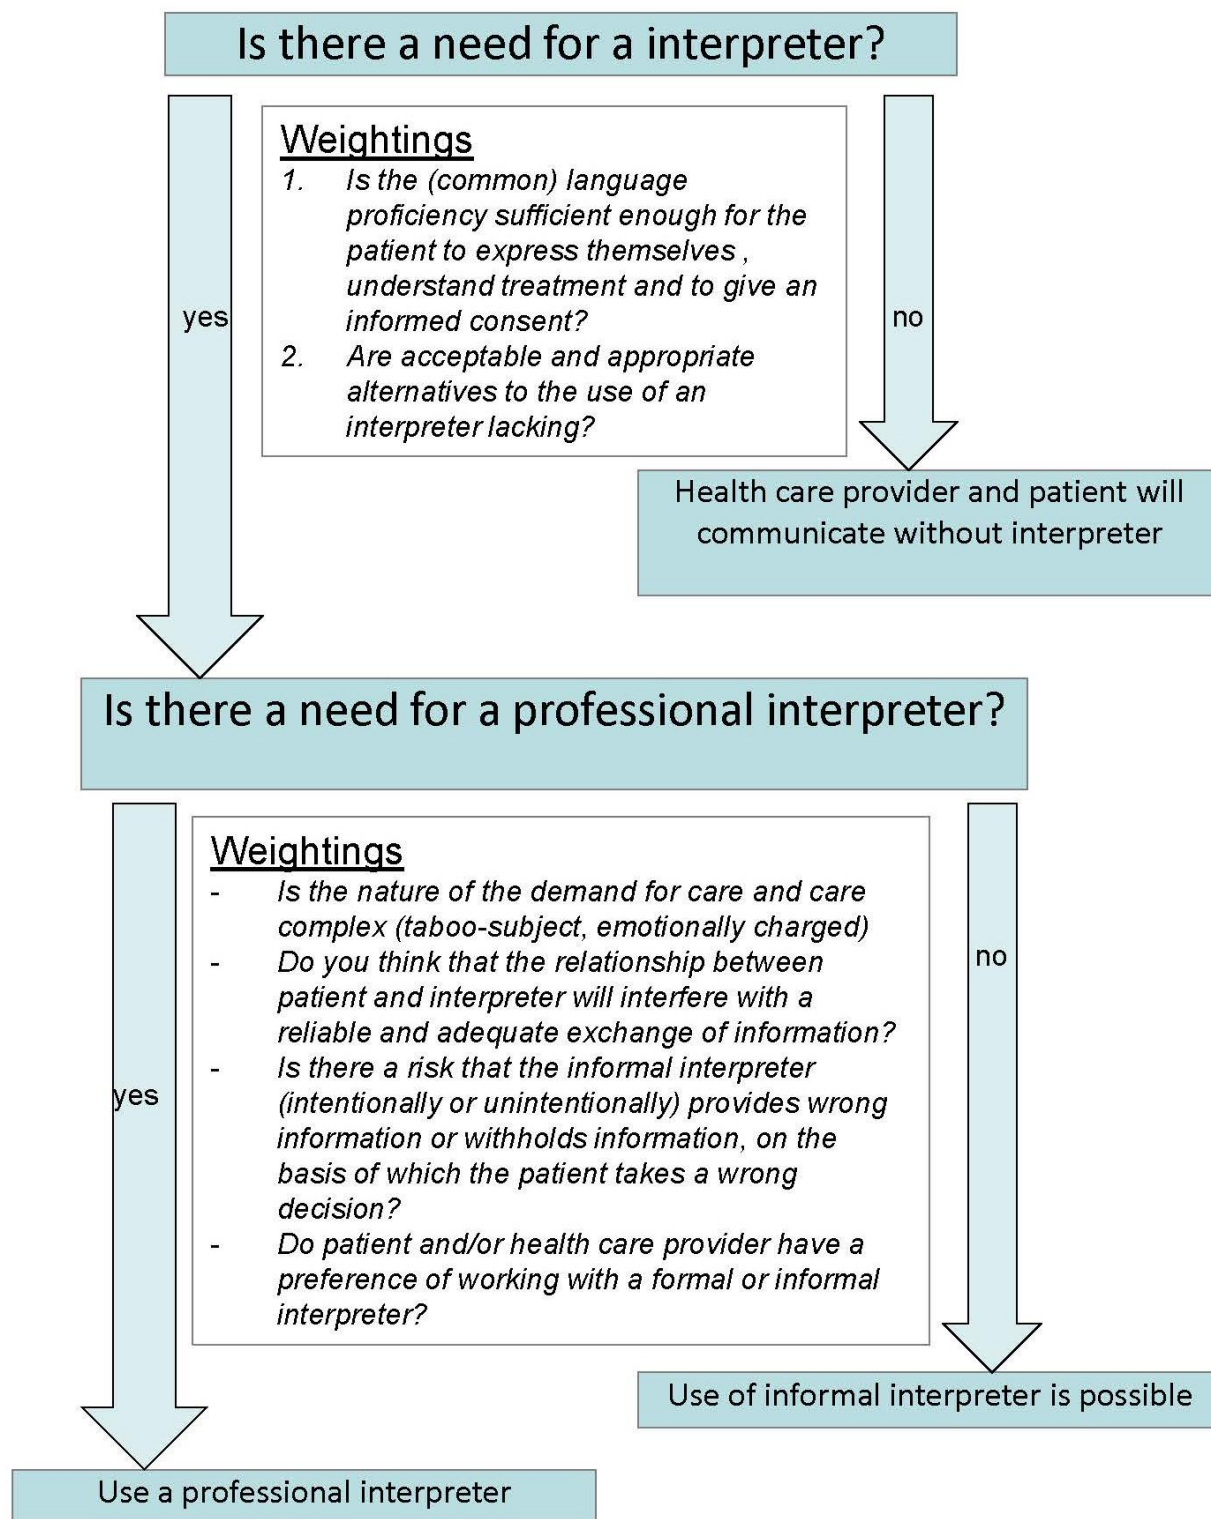 Is there a need for a interpreter?
Weightings
1. Is the (common) language
proficiency sufficient enough for the
patient to express themselves ,
understand treatment and to give an
informed consent?
2. Are acceptable and appropriate
alternatives to the use of an
interpreter lacking?
yes
no
Health care provider and patient will
communicate without interpreter
Is there a need for a professional interpreter?
Weightings
- Is the nature of the demand for care and care
complex (taboo-subject, emotionally charged)
- Do you think that the relationship between
patient and interpreter will interfere with a
reliable and adequate exchange of information?
- Is there a risk that the informal interpreter
(intentionally or unintentionally) provides wrong
information or withholds information, on the
basis of which the patient takes a wrong
decision?
- Do patient and/or health care provider have a
preference of working with a formal or informal
interpreter?
yes
no
Use of informal interpreter is possible
Use a professional interpreter